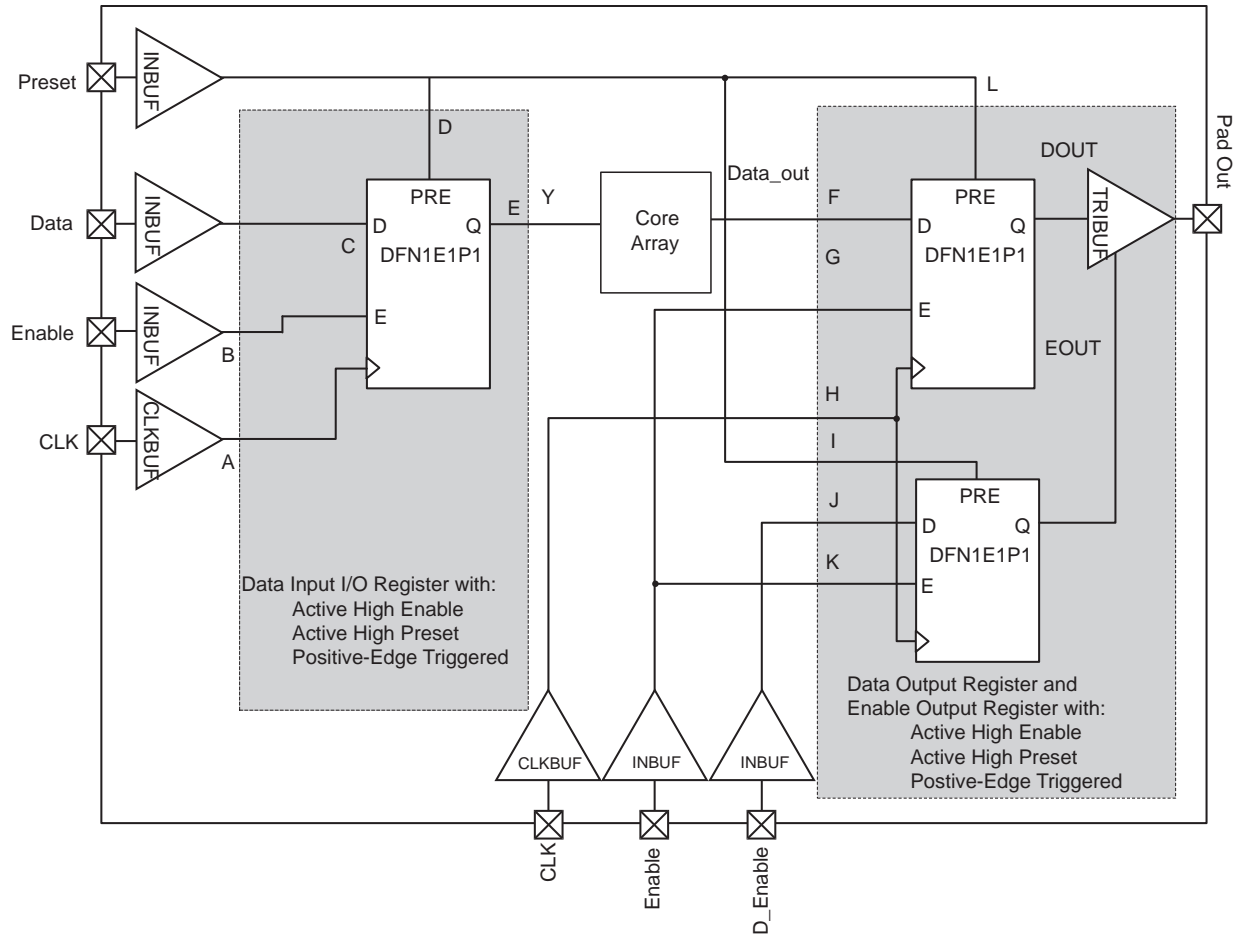 Preset
INBUF
D
L
Pad Out
Data
INBUF
PRE
D
Q
C
DFN1E1P1
E
E
Y
Core
Array
Data_out
F
G
PRE
D
Q
DFN1E1P1
E
DOUT
TRIBUF
EOUT
Enable
INBUF
B
CLK
CLKBUF
A
H
I
J
K
PRE
D
Q
DFN1E1P1
E
Data Input I/O Register with:
Active High Enable
Active High Preset
Positive-Edge Triggered
Data Output Register and
Enable Output Register with:
Active High Enable
Active High Preset
Postive-Edge Triggered
CLKBUF
INBUF
INBUF
CLK
Enable
D_Enable